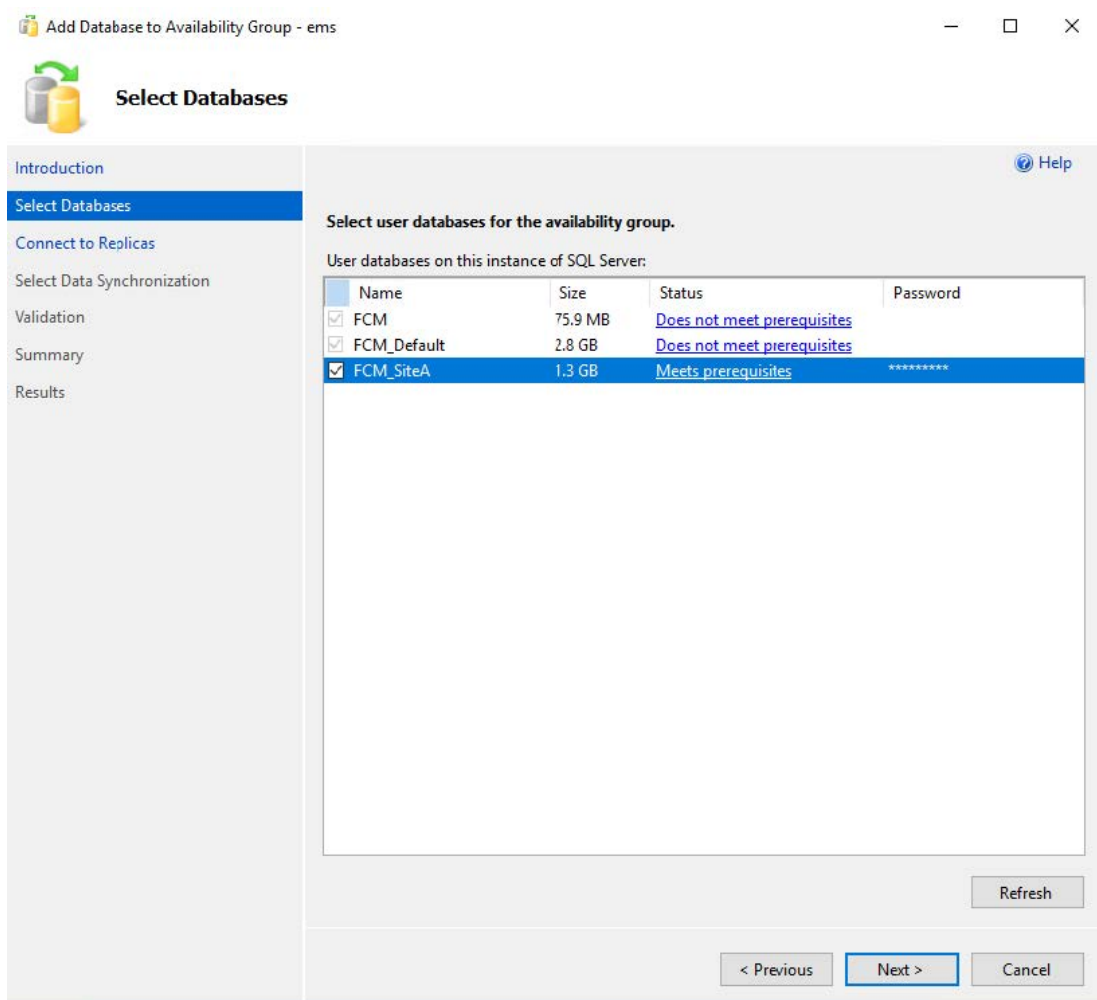 Add Database to Availability Group - ems
Select Databases
Help
Introduction
Select Databases
Connect to Replicas
Select Data Synchronization
Validation
Summary
Results
Select user databases for the availability group.
User databases on this instance of SQL Server:
Name Size Status Password
FCM 75.9 MB Does not meet prerequisites
FCM_Default 2.8 GB Does not meet prerequisites
FCM_SiteA 1.3 GB Meets prerequisites *********
Refresh
< Previous Next > Cancel